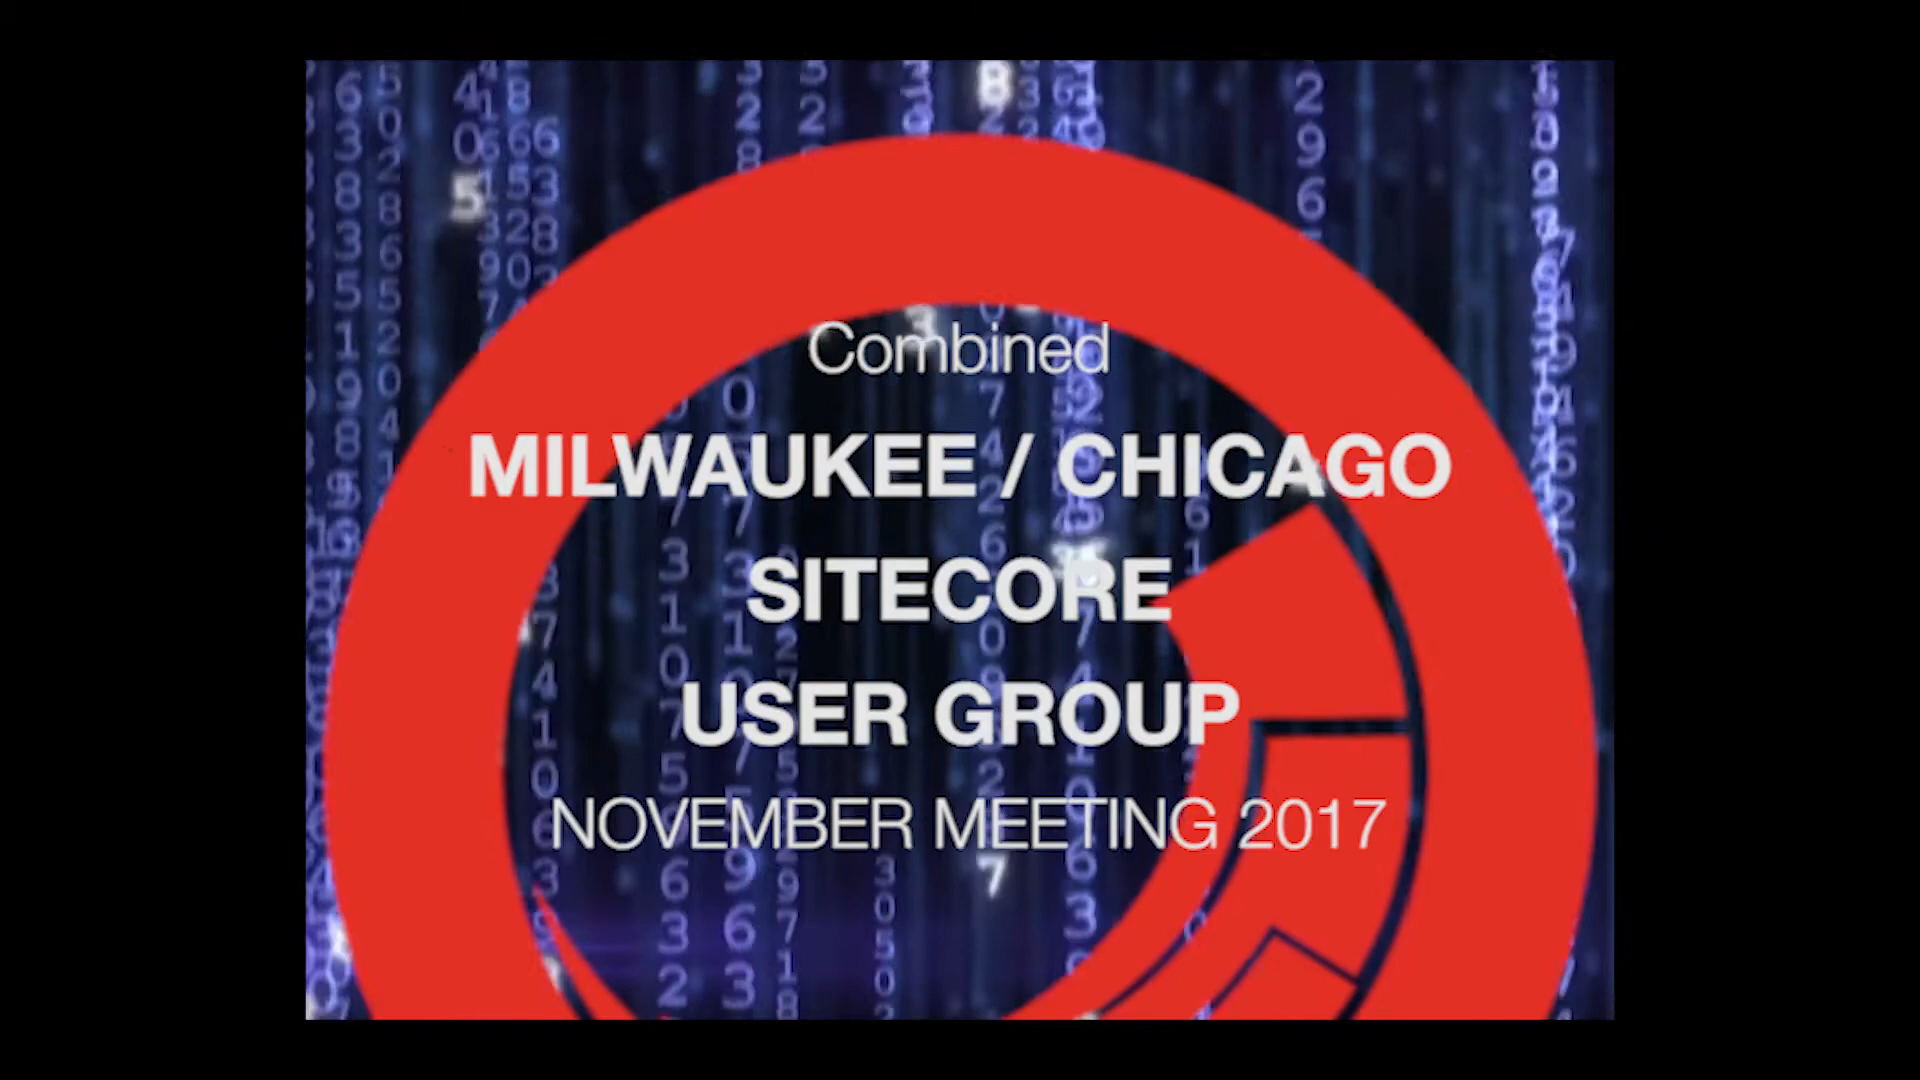 Combined
MILWAUKEE / CHICAGO
SITECORE
USER GROUP
NOVEMBER MEETING 2017